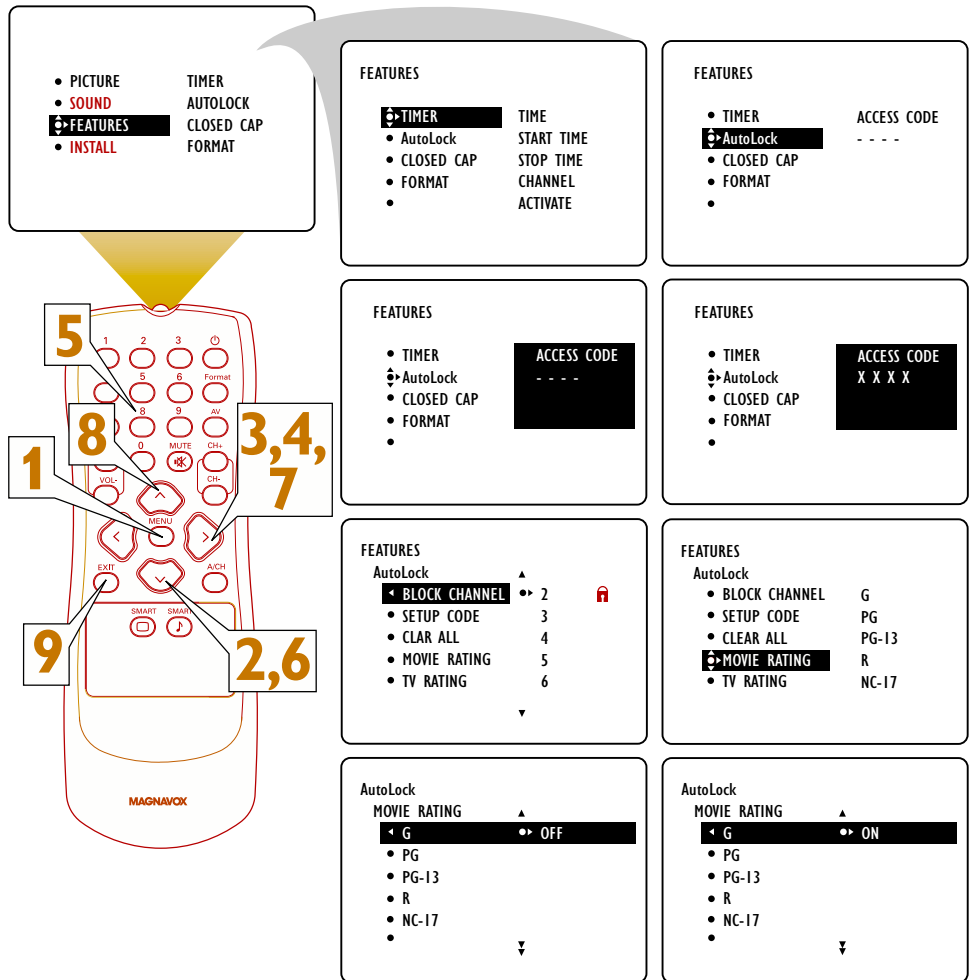 PICTURE TIMER
SOUND AUTOLOCK
FEATURES CLOSED CAP
INSTALL FORMAT
FEATURES
TIMER TIME
AutoLock START TIME
CLOSED CAP STOP TIME
FORMAT CHANNEL
ACTIVATE
FEATURES
TIMER ACCESS CODE
AutoLock - - - -
CLOSED CAP
FORMAT
FEATURES
TIMER ACCESS CODE
AutoLock - - - -
CLOSED CAP
FORMAT
FEATURES
TIMER ACCESS CODE
AutoLock X X X X
CLOSED CAP
FORMAT
FEATURES
AutoLock
BLOCK CHANNEL 2
SETUP CODE 3
CLAR ALL 4
MOVIE RATING 5
TV RATING 6
FEATURES
AutoLock
BLOCK CHANNEL G
SETUP CODE PG
CLEAR ALL PG-13
MOVIE RATING R
TV RATING NC-17
AutoLock
MOVIE RATING
G OFF
PG
PG-13
R
NC-17
AutoLock
MOVIE RATING
G ON
PG
PG-13
R
NC-17
1 2 3
5 6 Format
8 9 AV
0 MUTE CH+
VOL- CH-
MENU
EXIT A/CH
SMART SMART
MAGNAVOX
5
8
3,4,
7
1
9
2,6